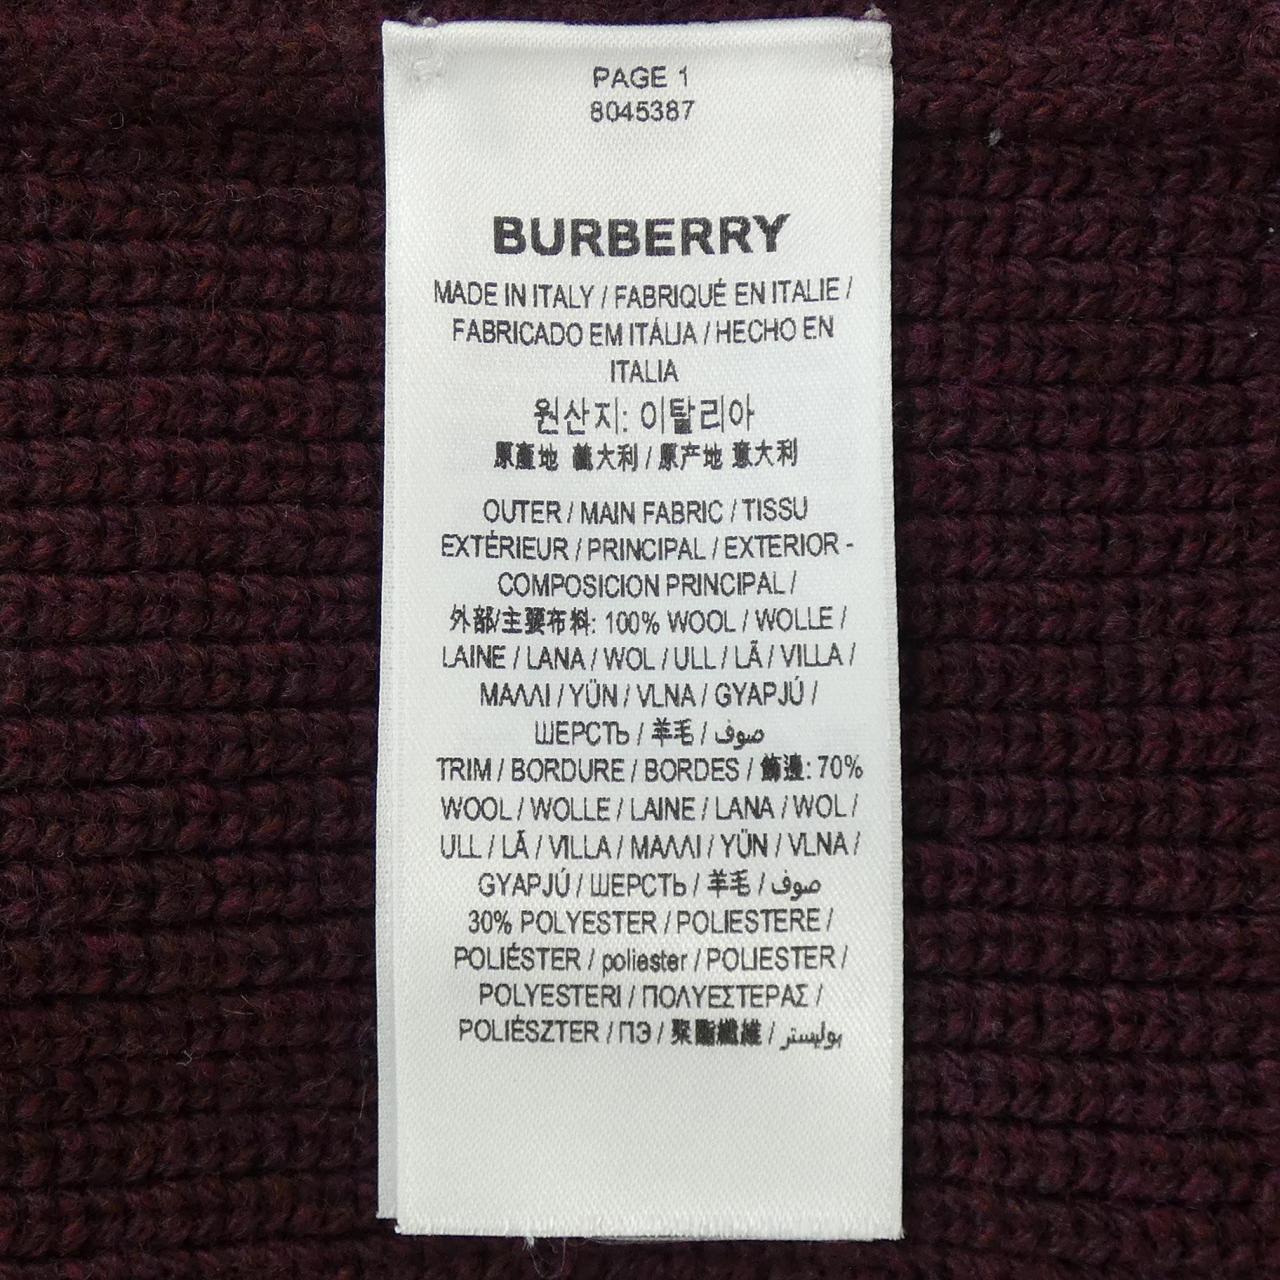 PAGE 1
8045387
BURBERRY
MADE IN ITALY / FABRIQUÉ EN ITALIE /
FABRICADO EM ITÁLIA / HECHO EN
ITALIA
원산지: 이탈리아
原產地 義大利 / 原产地 意大利
OUTER / MAIN FABRIC / TISSU
EXTÉRIEUR / PRINCIPAL / EXTERIOR -
COMPOSICION PRINCIPAL /
外部/主要布料: 100% WOOL / WOLLE /
LAINE / LANA / WOL / ULL / LÃ / VILLA /
ΜΑΛΛΙ / YÜN / VLNA / GYAPJÚ /
ШЕРСТЬ / 羊毛 / صوف
TRIM / BORDURE / BORDES / 飾邊: 70%
WOOL / WOLLE / LAINE / LANA / WOL /
ULL / LÃ / VILLA / ΜΑΛΛΙ / YÜN / VLNA /
GYAPJÚ / ШЕРСТЬ / 羊毛 / صوف
30% POLYESTER / POLIESTERE /
POLIÉSTER / poliester / POLIESTER /
POLYESTERI / ΠΟΛΥΕΣΤΕΡΑΣ /
POLIÉSZTER / ПЭ / 聚酯纖維 / بوليستر